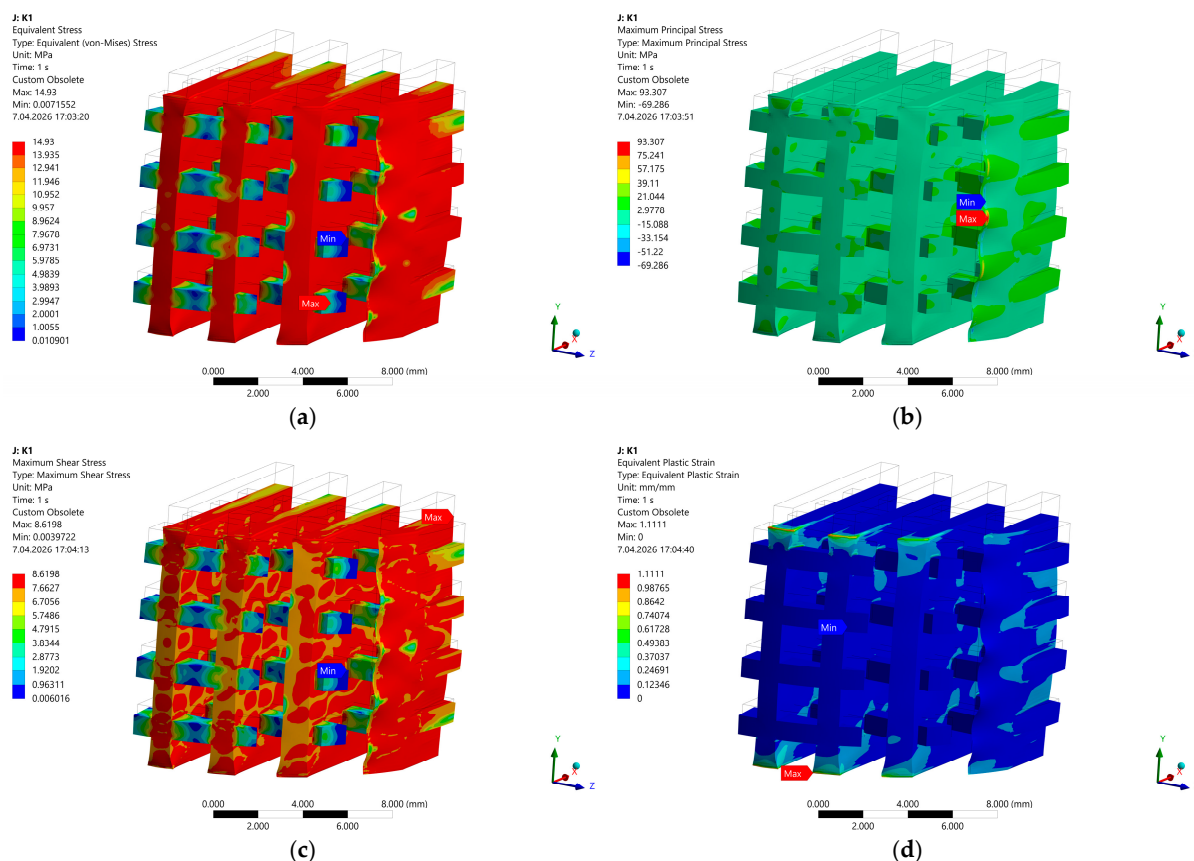 J: K1
Equivalent Stress
Type: Equivalent (von-Mises) Stress
Unit: MPa
Time: 1 s
Custom Obsolete
Max: 14.93
Min: 0.0071552
7.04.2026 17:03:20
14.93
13.935
12.941
11.946
10.952
9.957
8.9624
7.9670
6.9731
5.9785
4.9839
3.9893
2.9947
2.0001
1.0055
0.010901
Min
Max
Y
X
Z
0.000
4.000
8.000 (mm)
2.000
6.000
(a)
J: K1
Maximum Principal Stress
Type: Maximum Principal Stress
Unit: MPa
Time: 1 s
Custom Obsolete
Max: 93.307
Min: -69.286
7.04.2026 17:03:51
93.307
75.241
57.175
39.11
21.044
2.9770
-15.088
-33.154
-51.22
-69.286
Min
Max
Y
X
0.000
4.000
8.000 (mm)
2.000
6.000
(b)
J: K1
Maximum Shear Stress
Type: Maximum Shear Stress
Unit: MPa
Time: 1 s
Custom Obsolete
Max: 8.6198
Min: 0.0039722
7.04.2026 17:04:13
8.6198
7.6627
6.7056
5.7486
4.7915
3.8344
2.8773
1.9202
0.96311
0.006016
Max
Min
Y
X
Z
0.000
4.000
8.000 (mm)
2.000
6.000
(c)
J: K1
Equivalent Plastic Strain
Type: Equivalent Plastic Strain
Unit: mm/mm
Time: 1 s
Custom Obsolete
Max: 1.1111
Min: 0
7.04.2026 17:04:40
1.1111
0.98765
0.8642
0.74074
0.61728
0.49383
0.37037
0.24691
0.12346
0
Min
Max
Y
X
0.000
4.000
8.000 (mm)
2.000
6.000
(d)